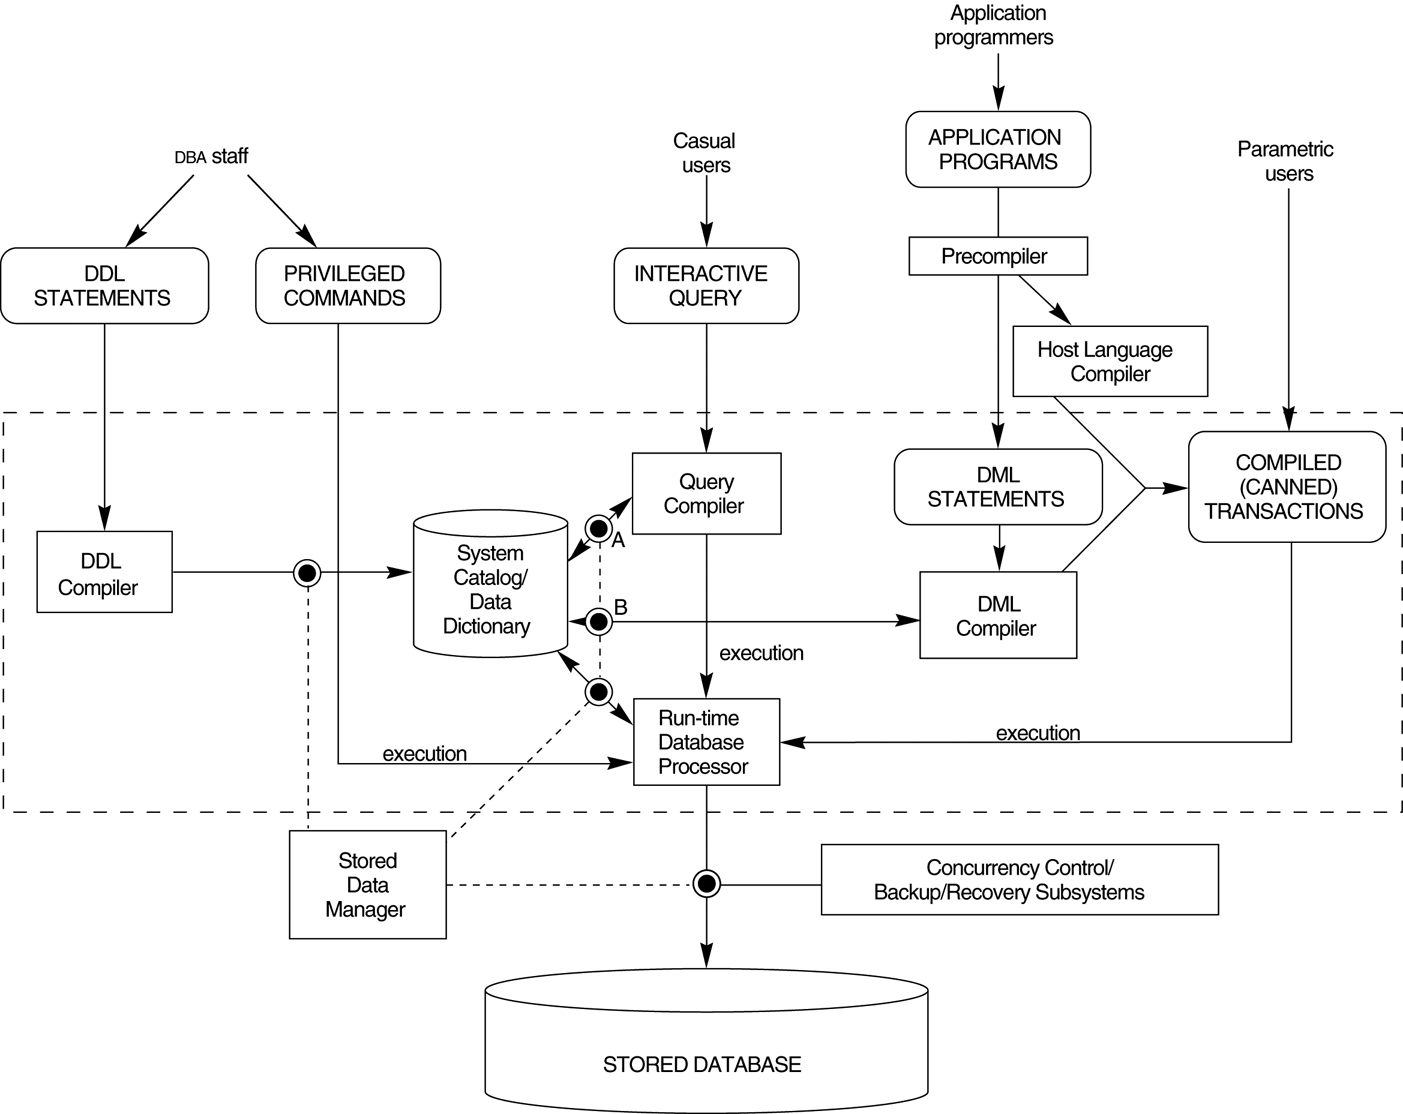 Application
programmers
APPLICATION
PROGRAMS
Casual
users
Parametric
users
DBA staff
DDL
STATEMENTS
PRIVILEGED
COMMANDS
INTERACTIVE
QUERY
Precompiler
Host Language
Compiler
Query
Compiler
DML
STATEMENTS
COMPILED
(CANNED)
TRANSACTIONS
DDL
Compiler
System
Catalog/
Data
Dictionary
A
B
DML
Compiler
execution
Run-time
Database
Processor
execution
execution
Stored
Data
Manager
Concurrency Control/
Backup/Recovery Subsystems
STORED DATABASE